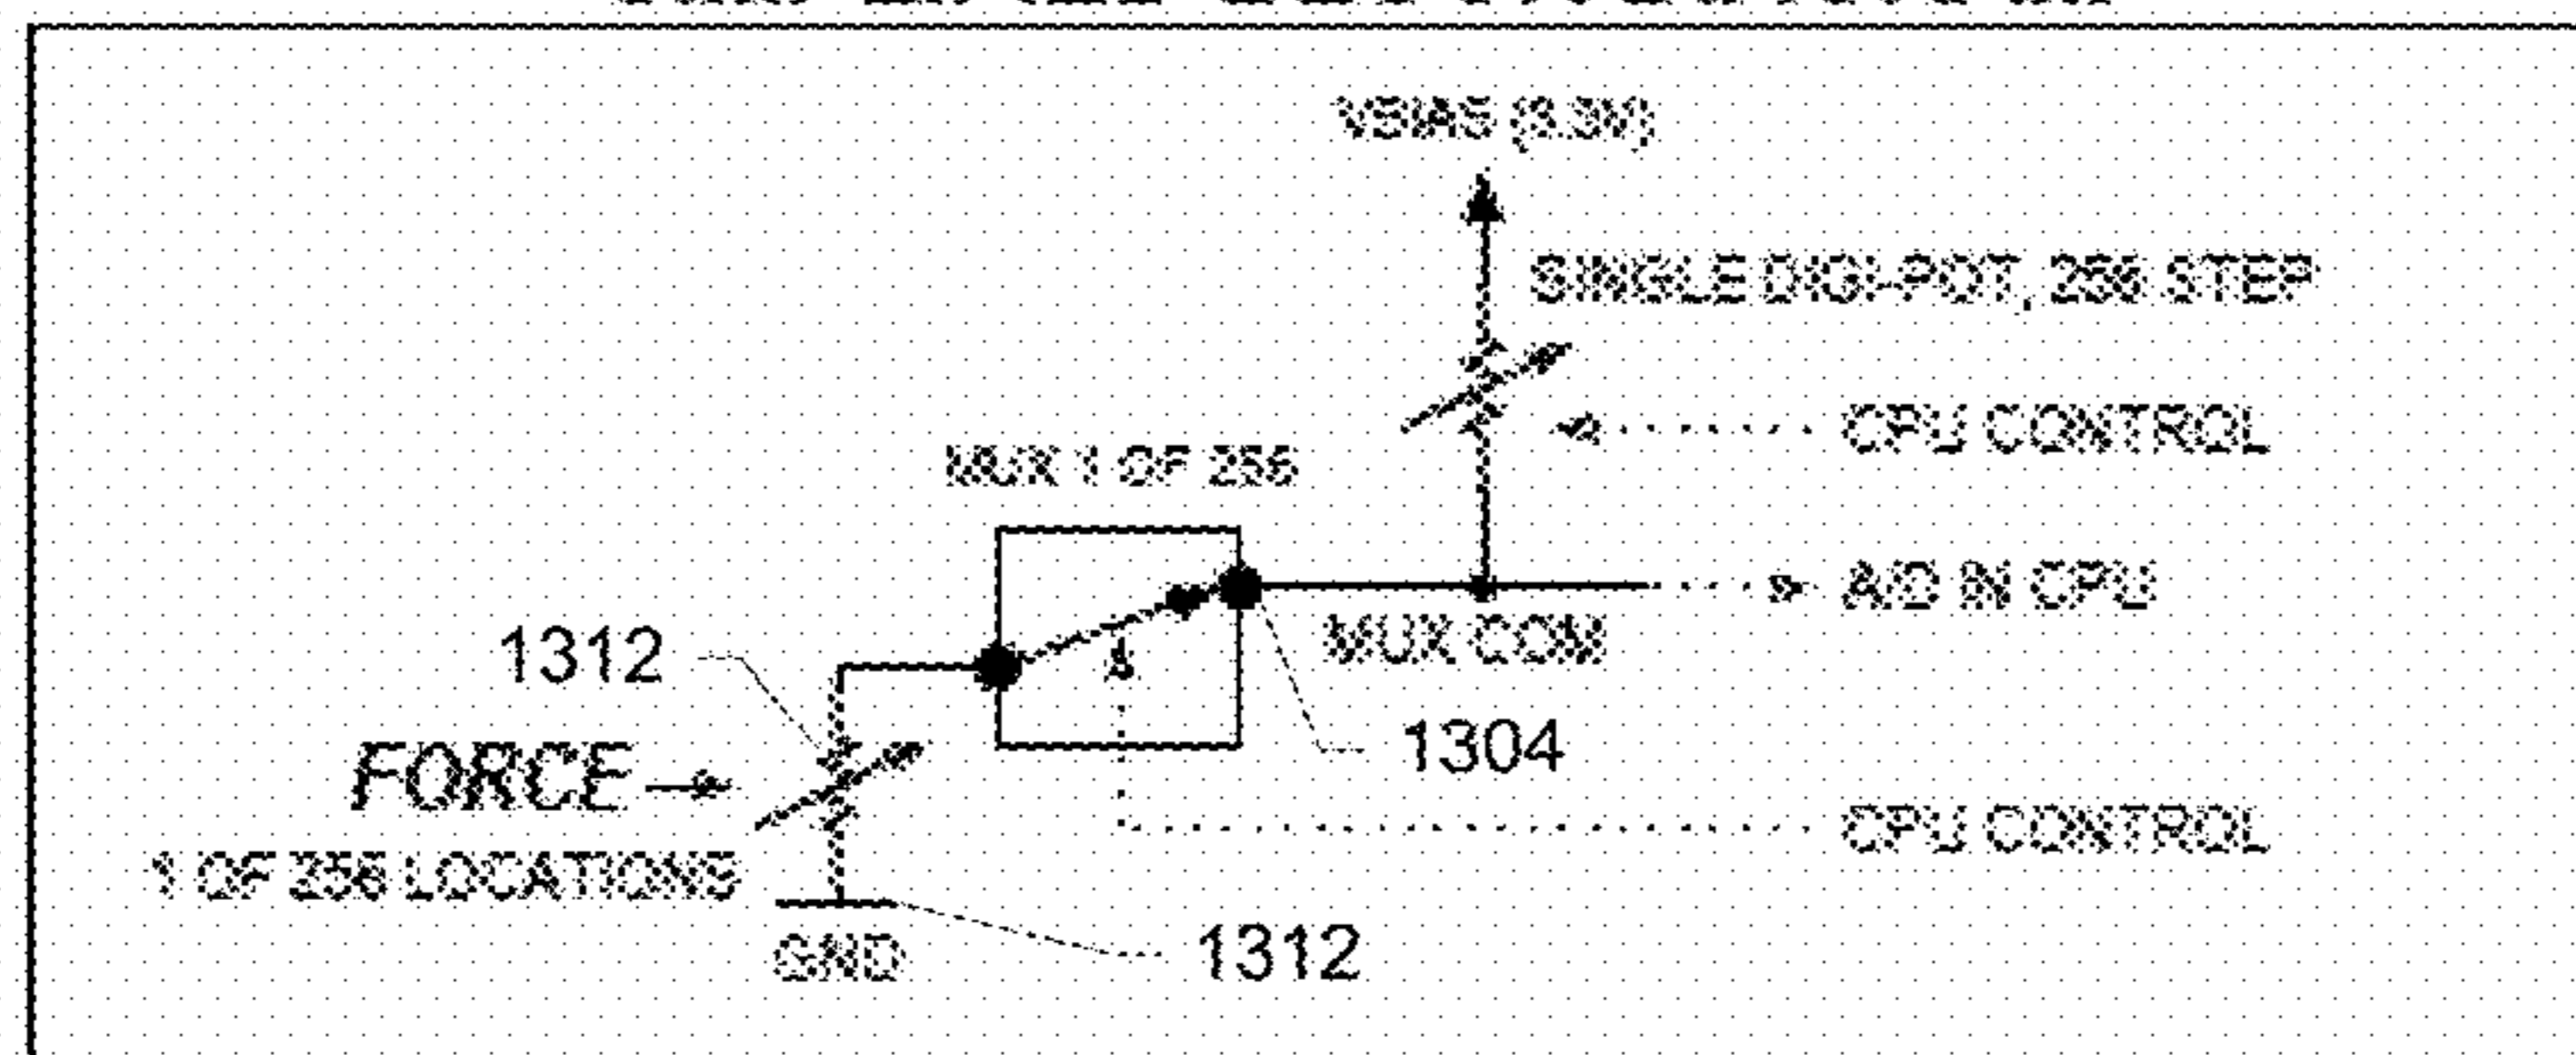 VBIAS (3.3V)
SINGLE DIGI-POT, 256 STEP
CPU CONTROL
MUX 1 OF 256
A/D IN CPU
MUX COM
1312
1304
FORCE
CPU CONTROL
1 OF 256 LOCATIONS
GND
1312